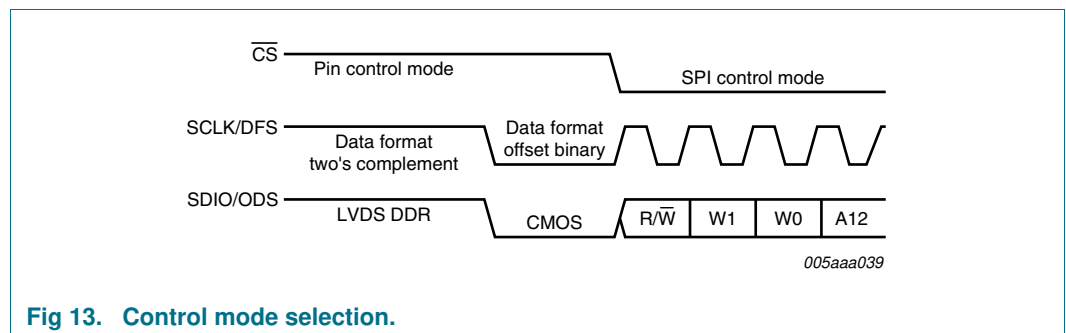 C̅S̅
Pin control mode
SPI control mode
SCLK/DFS
Data format
two's complement
Data format
offset binary
SDIO/ODS
LVDS DDR
CMOS
R/W̅
W1
W0
A12
005aaa039
Fig 13. Control mode selection.